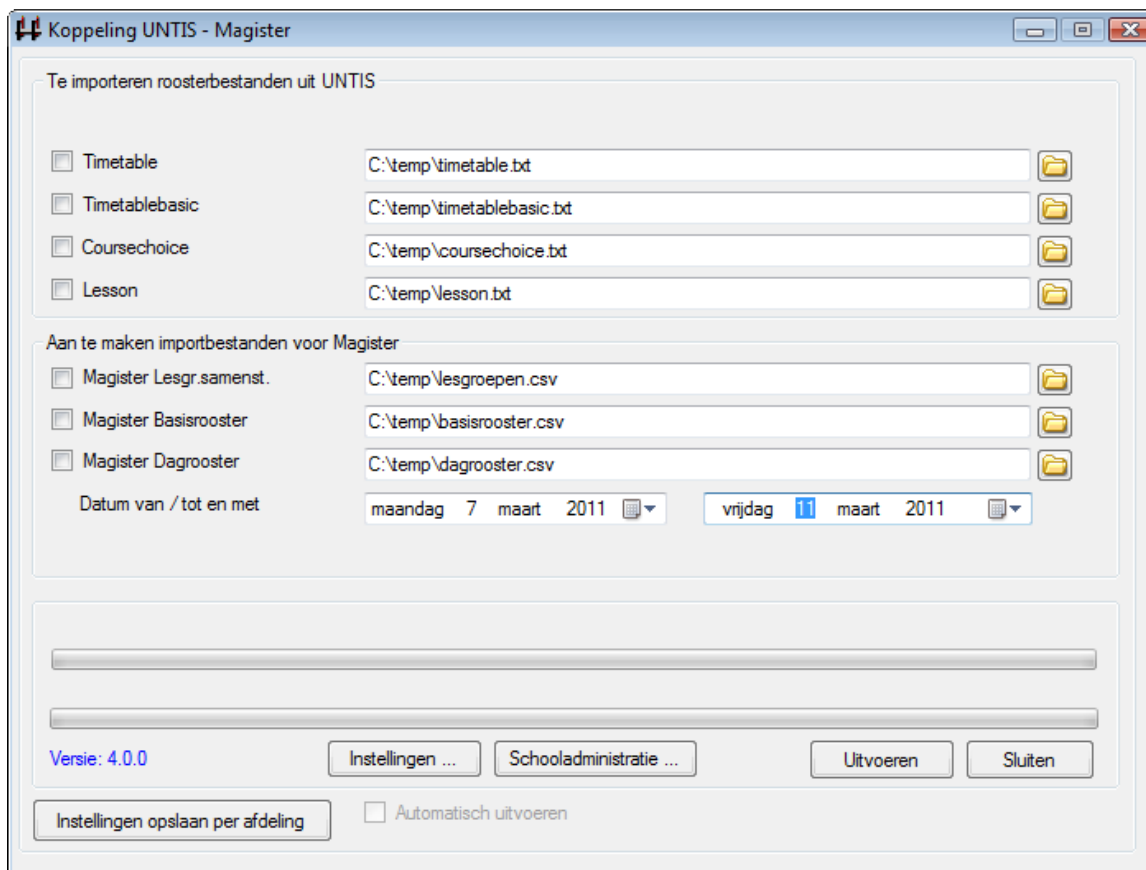 Koppeling UNTIS - Magister
Te importeren roosterbestanden uit UNTIS
Timetable C:\temp\timetable.txt
Timetablebasic C:\temp\timetablebasic.txt
Coursechoice C:\temp\coursechoice.txt
Lesson C:\temp\lesson.txt
Aan te maken importbestanden voor Magister
Magister Lesgr.samenst. C:\temp\lesgroepen.csv
Magister Basisrooster C:\temp\basisrooster.csv
Magister Dagrooster C:\temp\dagrooster.csv
Datum van / tot en met maandag 7 maart 2011 vrijdag 11 maart 2011
Versie: 4.0.0 Instellingen ... Schooladministratie ... Uitvoeren Sluiten
Instellingen opslaan per afdeling Automatisch uitvoeren